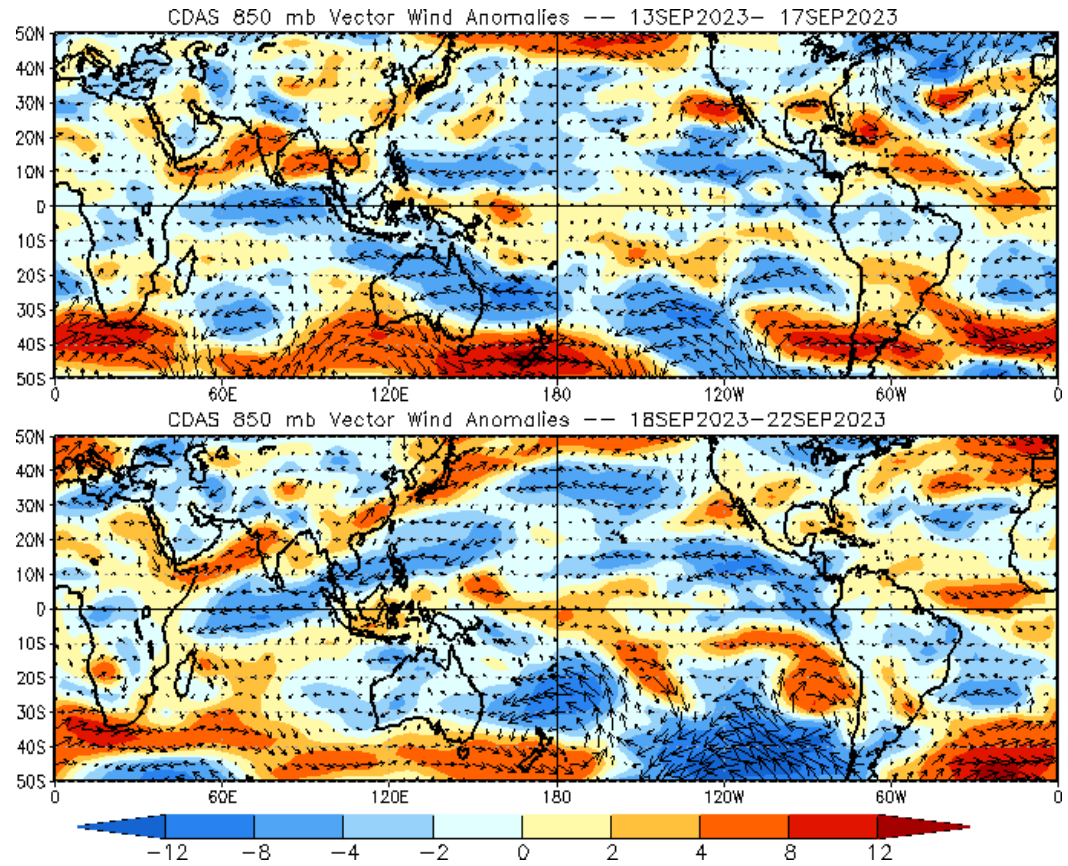 CDAS 850 mb Vector Wind Anomalies -- 13SEP2023- 17SEP2023
50N
40N
30N
20N
10N
0
10S
20S
30S
40S
50S
0 60E 120E 180 120W 60W 0
CDAS 850 mb Vector Wind Anomalies -- 18SEP2023-22SEP2023
50N
40N
30N
20N
10N
0
10S
20S
30S
40S
50S
0 60E 120E 180 120W 60W 0
-12 -8 -4 -2 0 2 4 8 12